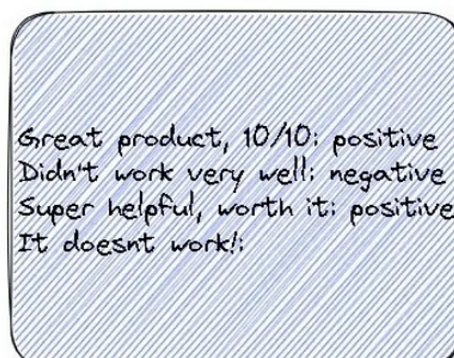 Great product, 10/10: positive
Didn't work very well: negative
Super helpful, worth it: positive
It doesnt work!: